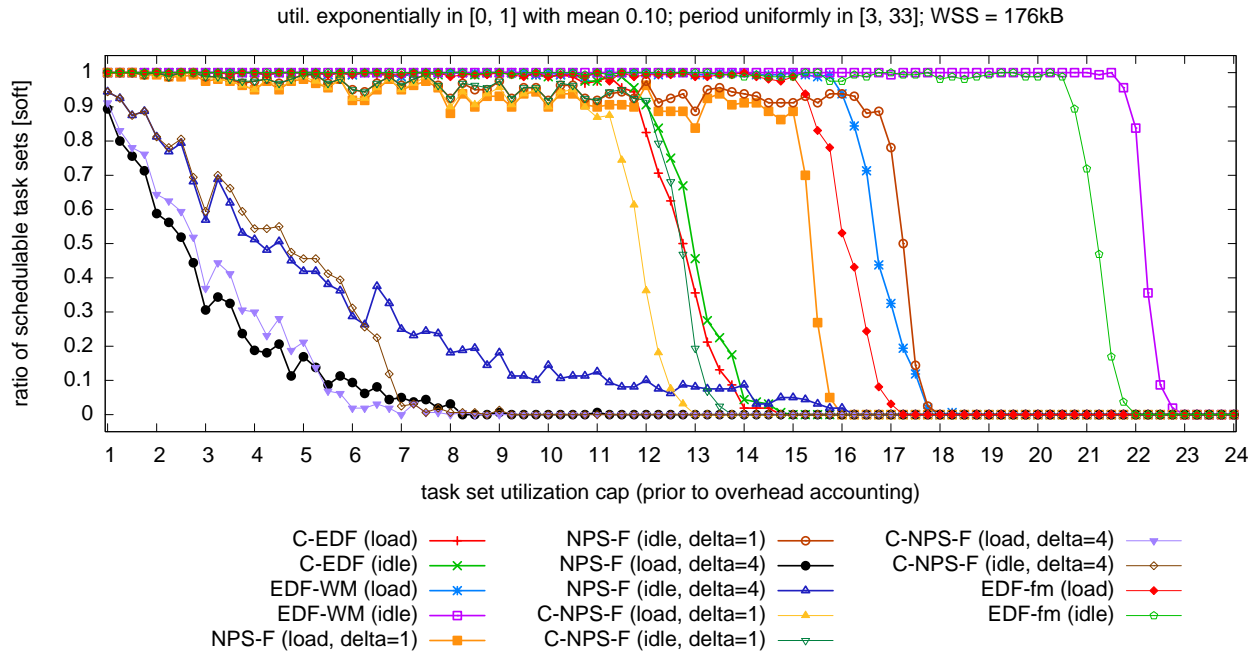 util. exponentially in [0, 1] with mean 0.10; period uniformly in [3, 33]; WSS = 176kB
ratio of schedulable task sets [soft]
1
0.9
0.8
0.7
0.6
0.5
0.4
0.3
0.2
0.1
0
1 2 3 4 5 6 7 8 9 10 11 12 13 14 15 16 17 18 19 20 21 22 23 24
task set utilization cap (prior to overhead accounting)
C-EDF (load)
C-EDF (idle)
EDF-WM (load)
EDF-WM (idle)
NPS-F (load, delta=1)
NPS-F (idle, delta=1)
NPS-F (load, delta=4)
NPS-F (idle, delta=4)
C-NPS-F (load, delta=1)
C-NPS-F (idle, delta=1)
C-NPS-F (load, delta=4)
C-NPS-F (idle, delta=4)
EDF-fm (load)
EDF-fm (idle)